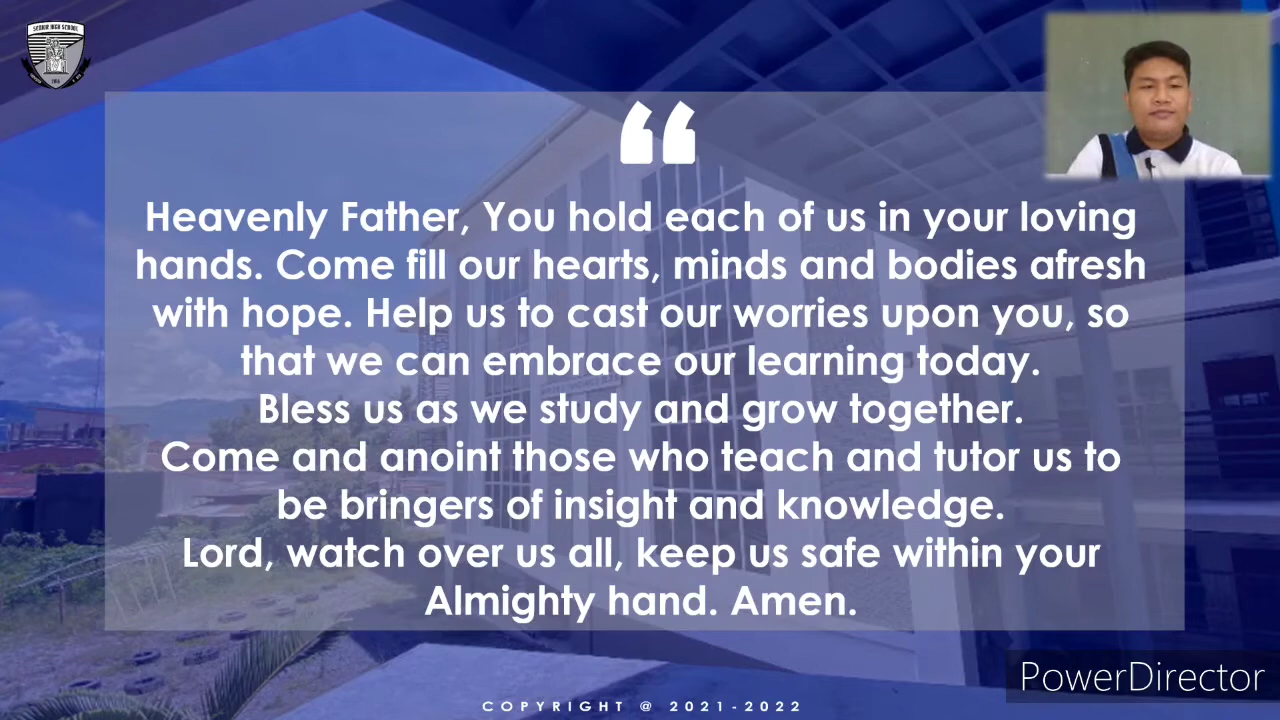 SENIOR HIGH SCHOOL
“
Heavenly Father, You hold each of us in your loving
hands. Come fill our hearts, minds and bodies afresh
with hope. Help us to cast our worries upon you, so
that we can embrace our learning today.
Bless us as we study and grow together.
Come and anoint those who teach and tutor us to
be bringers of insight and knowledge.
Lord, watch over us all, keep us safe within your
Almighty hand. Amen.
PowerDirector
COPYRIGHT @ 2021-2022